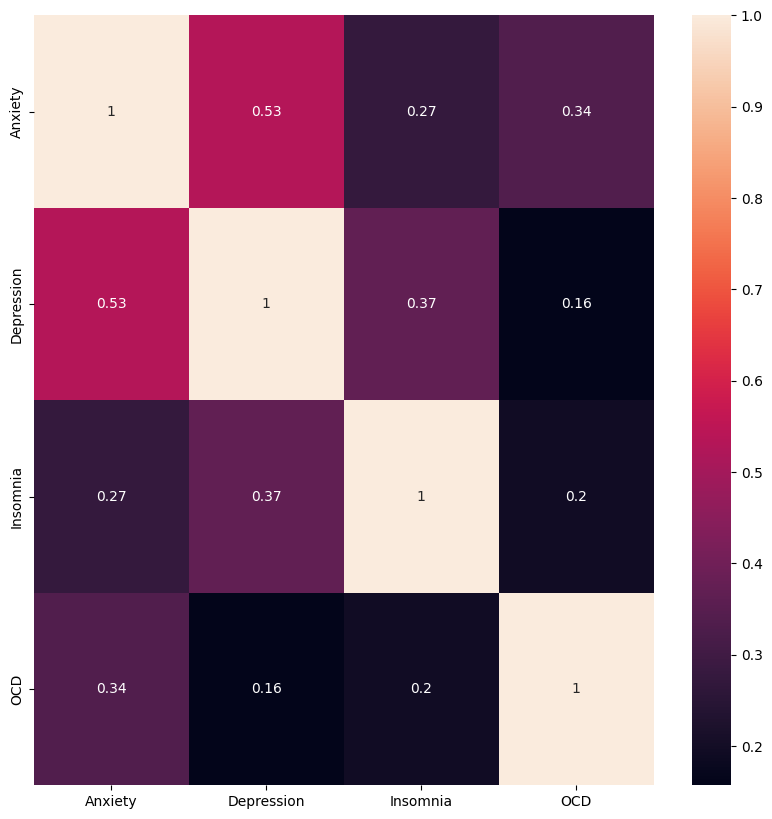 Anxiety 1 0.53 0.27 0.34
Depression 0.53 1 0.37 0.16
Insomnia 0.27 0.37 1 0.2
OCD 0.34 0.16 0.2 1
Anxiety Depression Insomnia OCD
1.0
0.9
0.8
0.7
0.6
0.5
0.4
0.3
0.2